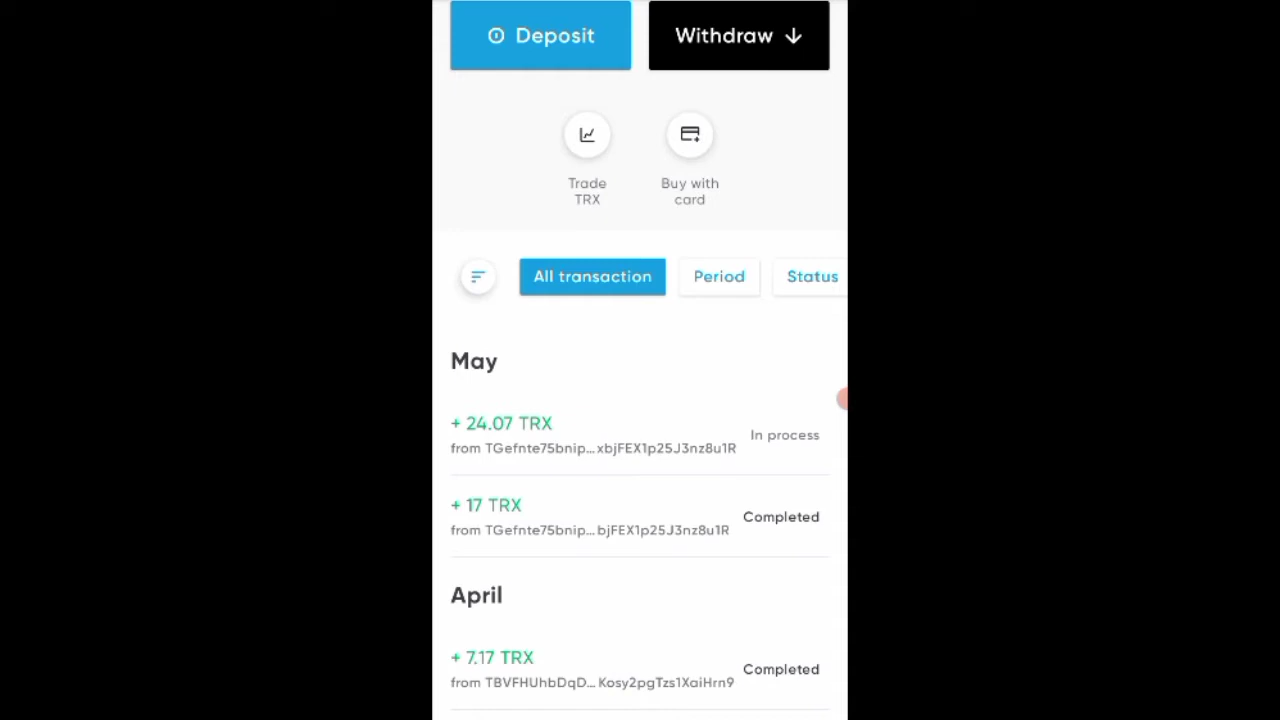 Deposit
Withdraw
Trade
TRX
Buy with
card
All transaction
Period
Status
May
+ 24.07 TRX
from TGefnte75bnip...xbjFEX1p25J3nz8u1R
In process
+ 17 TRX
from TGefnte75bnip...bjFEX1p25J3nz8u1R
Completed
April
+ 7.17 TRX
from TBVFHUhbDqD...Kosy2pgTzs1XaiHrn9
Completed